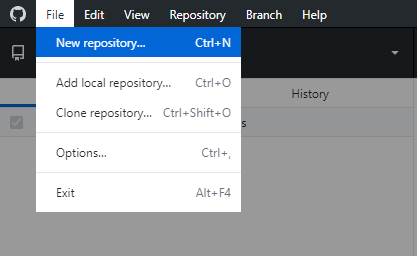 File Edit View Repository Branch Help
New repository... Ctrl+N
Add local repository... Ctrl+O
History
Clone repository... Ctrl+Shift+O
Options... Ctrl+,
Exit Alt+F4